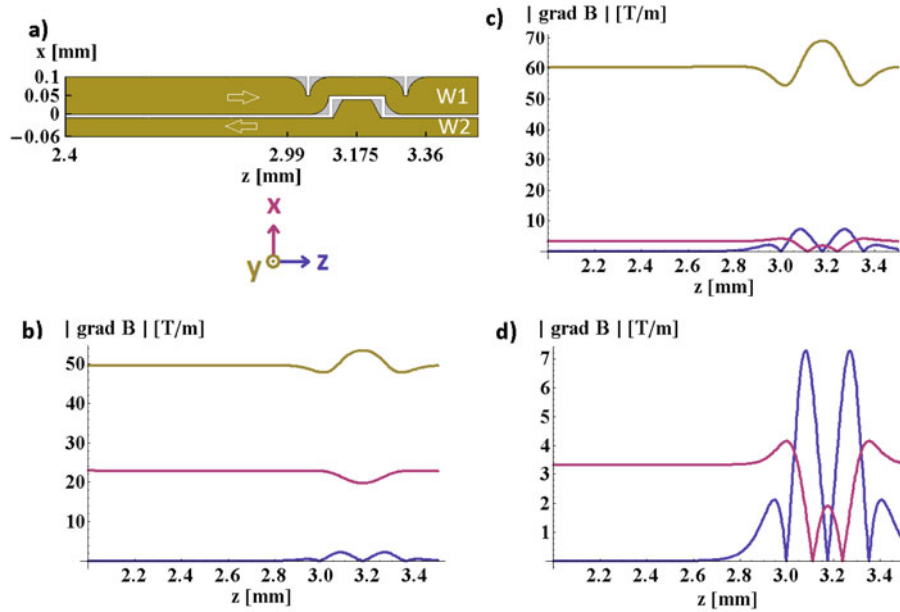 a)
x [mm]
0.1
0.05
0
−0.06
W1
W2
2.4 2.99 3.175 3.36
z [mm]
x
y z
b) | grad B | [T/m]
50
40
30
20
10
2.2 2.4 2.6 2.8 3.0 3.2 3.4
z [mm]
c) | grad B | [T/m]
70
60
50
40
30
20
10
2.2 2.4 2.6 2.8 3.0 3.2 3.4
z [mm]
d) | grad B | [T/m]
7
6
5
4
3
2
1
2.2 2.4 2.6 2.8 3.0 3.2 3.4
z [mm]